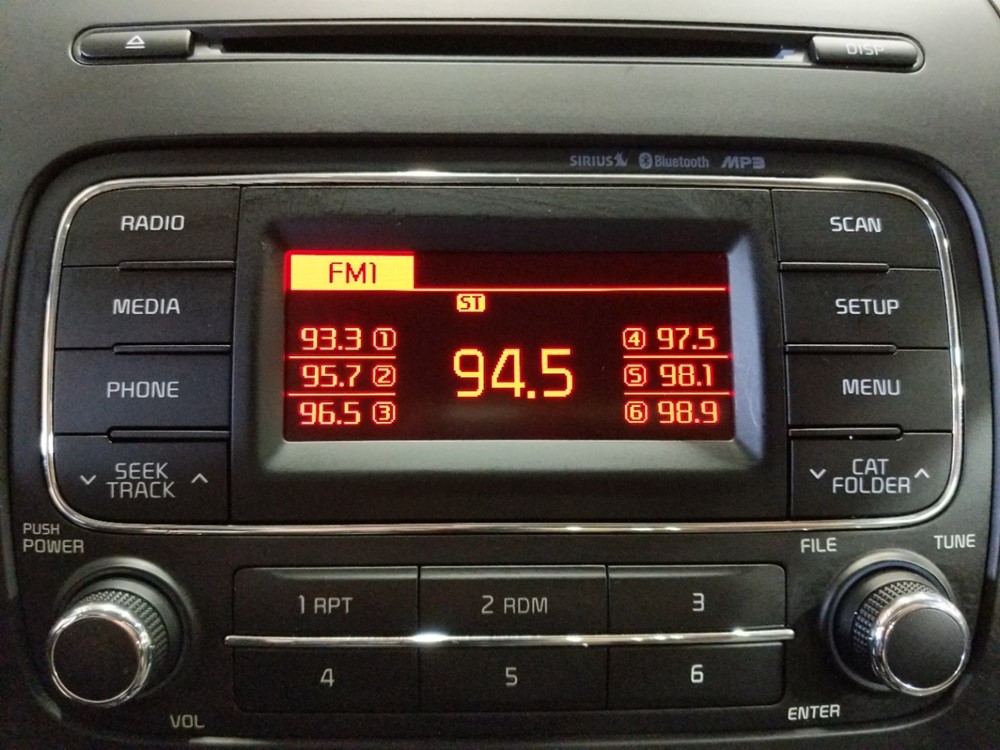 DISP
SIRIUS Bluetooth MP3
RADIO
SCAN
FM1
ST
MEDIA
SETUP
93.3 1
4 97.5
95.7 2
94.5
5 98.1
96.5 3
6 98.9
PHONE
MENU
SEEK
TRACK
CAT
FOLDER
PUSH
POWER
FILE
TUNE
1 RPT
2 RDM
3
4
5
6
VOL
ENTER